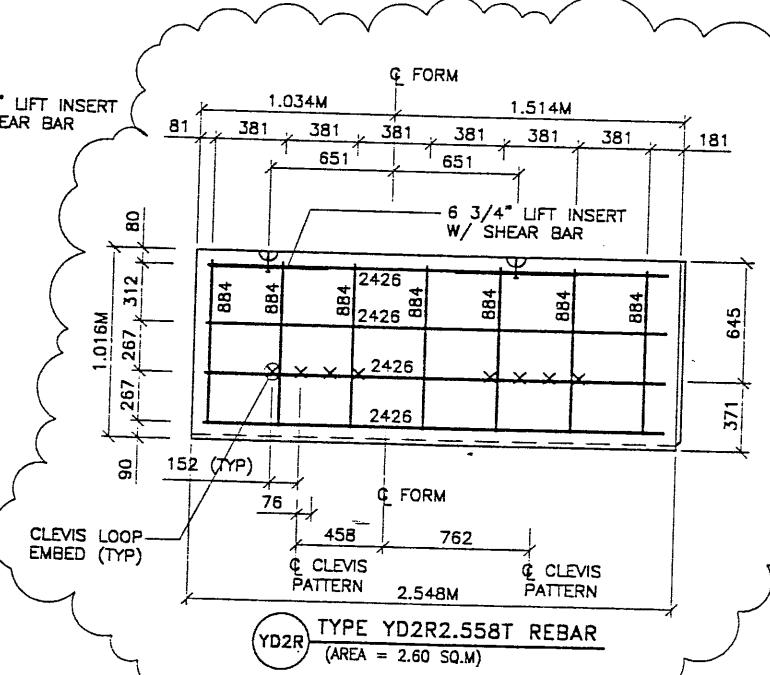 ℄ FORM
" LIFT INSERT
EAR BAR
1.034M 1.514M
81 381 381 381 381 381 381 181
651 651
6 3/4" LIFT INSERT
W/ SHEAR BAR
80
312
267
267
90
1.016M
884 884 884 884 884 884 884
2426
2426
2426
2426
645
371
152 (TYP)
76
℄ FORM
CLEVIS LOOP
EMBED (TYP)
458 762
℄ CLEVIS
PATTERN
℄ CLEVIS
PATTERN
2.548M
YD2R
TYPE YD2R2.558T REBAR
(AREA = 2.60 SQ.M)